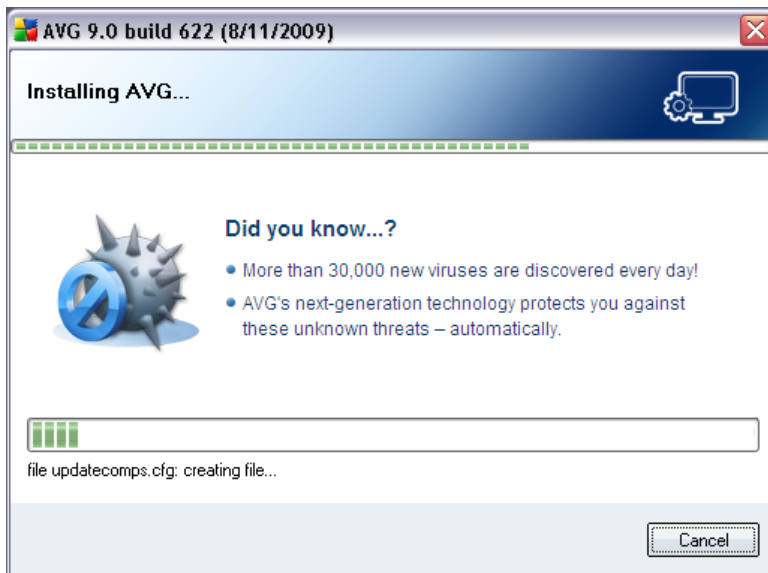 AVG 9.0 build 622 (8/11/2009)
Installing AVG...
Did you know...?
More than 30,000 new viruses are discovered every day!
AVG's next-generation technology protects you against
these unknown threats – automatically.
file updatecomps.cfg: creating file...
Cancel